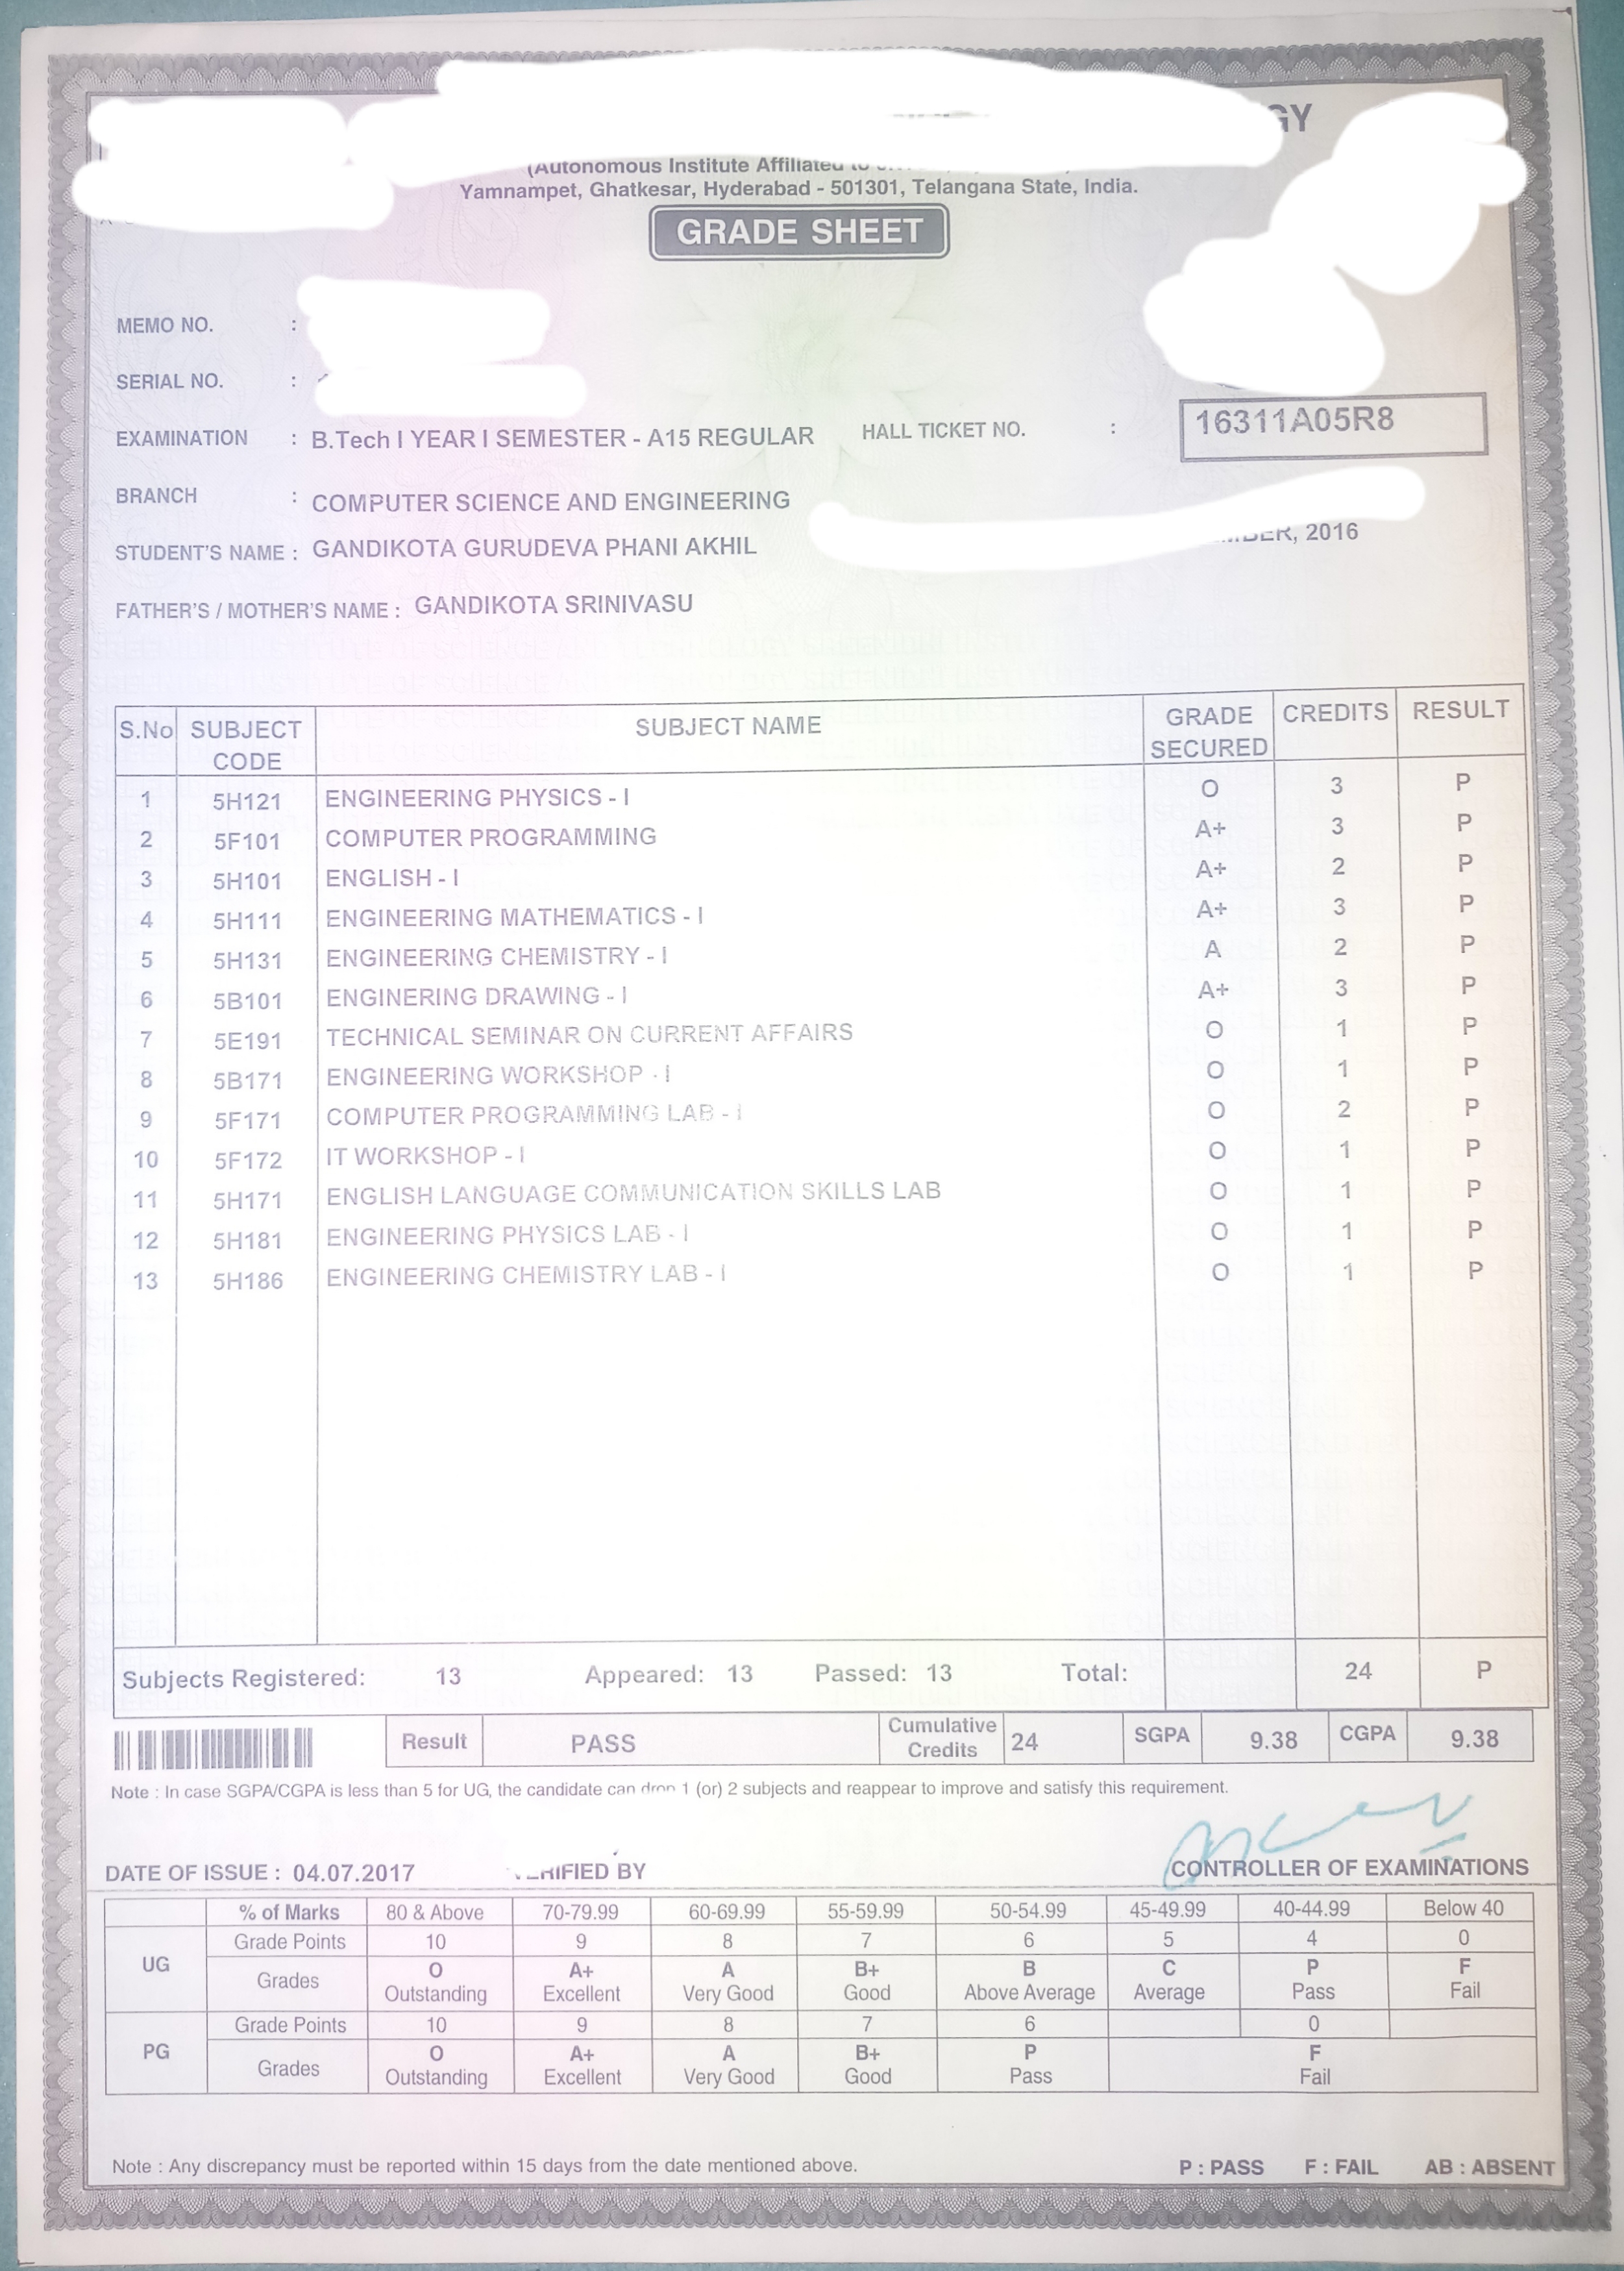 GY
(Autonomous Institute Affiliated to
Yamnampet, Ghatkesar, Hyderabad - 501301, Telangana State, India.
GRADE SHEET
MEMO NO. :
SERIAL NO. :
EXAMINATION : B.Tech I YEAR I SEMESTER - A15 REGULAR HALL TICKET NO. : 16311A05R8
BRANCH : COMPUTER SCIENCE AND ENGINEERING
STUDENT'S NAME : GANDIKOTA GURUDEVA PHANI AKHIL 2016
FATHER'S / MOTHER'S NAME : GANDIKOTA SRINIVASU
S.No SUBJECT CODE SUBJECT NAME GRADE SECURED CREDITS RESULT
1 5H121 ENGINEERING PHYSICS - I O 3 P
2 5F101 COMPUTER PROGRAMMING A+ 3 P
3 5H101 ENGLISH - I A+ 2 P
4 5H111 ENGINEERING MATHEMATICS - I A+ 3 P
5 5H131 ENGINEERING CHEMISTRY - I A 2 P
6 5B101 ENGINERING DRAWING - I A+ 3 P
7 5E191 TECHNICAL SEMINAR ON CURRENT AFFAIRS O 1 P
8 5B171 ENGINEERING WORKSHOP - I O 1 P
9 5F171 COMPUTER PROGRAMMING LAB - I O 2 P
10 5F172 IT WORKSHOP - I O 1 P
11 5H171 ENGLISH LANGUAGE COMMUNICATION SKILLS LAB O 1 P
12 5H181 ENGINEERING PHYSICS LAB - I O 1 P
13 5H186 ENGINEERING CHEMISTRY LAB - I O 1 P
Subjects Registered: 13 Appeared: 13 Passed: 13 Total: 24 P
Result PASS Cumulative Credits 24 SGPA 9.38 CGPA 9.38
Note : In case SGPA/CGPA is less than 5 for UG, the candidate can drop 1 (or) 2 subjects and reappear to improve and satisfy this requirement.
DATE OF ISSUE : 04.07.2017 VERIFIED BY CONTROLLER OF EXAMINATIONS
% of Marks 80 & Above 70-79.99 60-69.99 55-59.99 50-54.99 45-49.99 40-44.99 Below 40
UG Grade Points 10 9 8 7 6 5 4 0
Grades O A+ A B+ B C P F
Outstanding Excellent Very Good Good Above Average Average Pass Fail
PG Grade Points 10 9 8 7 6 0
Grades O A+ A B+ P F
Outstanding Excellent Very Good Good Pass Fail
Note : Any discrepancy must be reported within 15 days from the date mentioned above. P : PASS F : FAIL AB : ABSENT